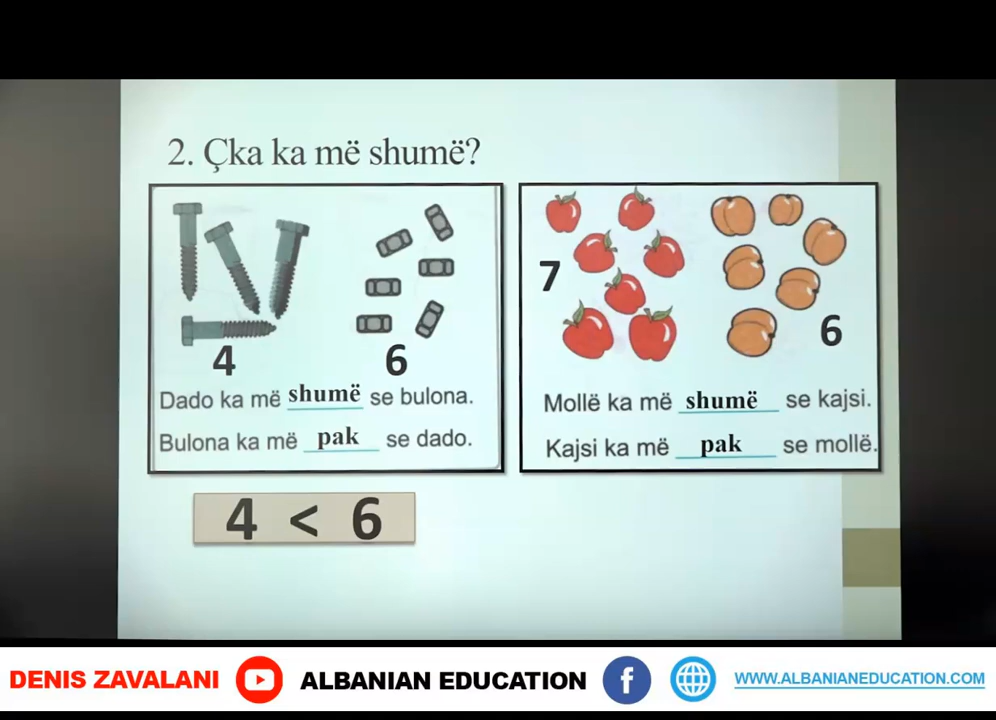 2. Çka ka më shumë?
4
6
Dado ka më shumë se bulona.
Bulona ka më pak se dado.
7
6
Mollë ka më shumë se kajsi.
Kajsi ka më pak se mollë.
4 < 6
DENIS ZAVALANI
ALBANIAN EDUCATION
f
WWW.ALBANIANEDUCATION.COM